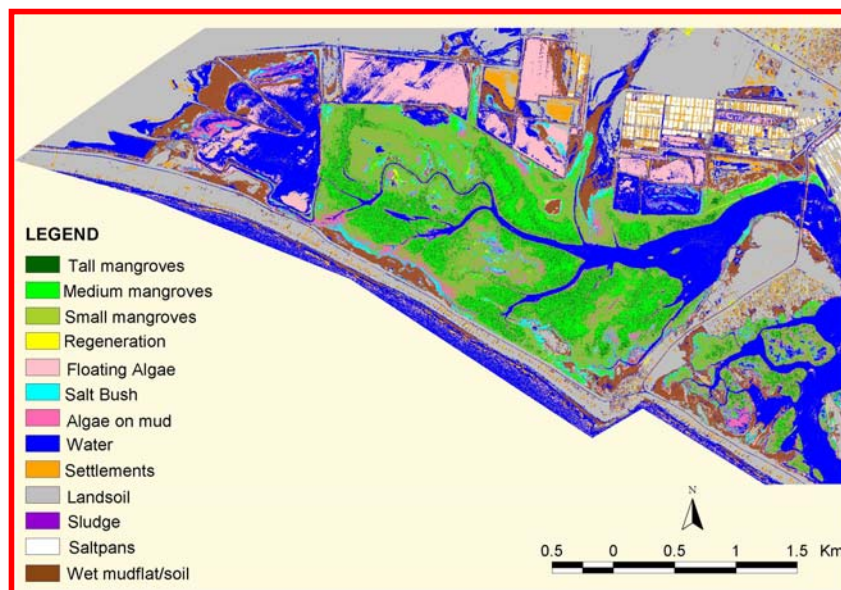 LEGEND
Tall mangroves
Medium mangroves
Small mangroves
Regeneration
Floating Algae
Salt Bush
Algae on mud
Water
Settlements
Landsoil
Sludge
Saltpans
Wet mudflat/soil
N
0.5 0 0.5 1 1.5 Km